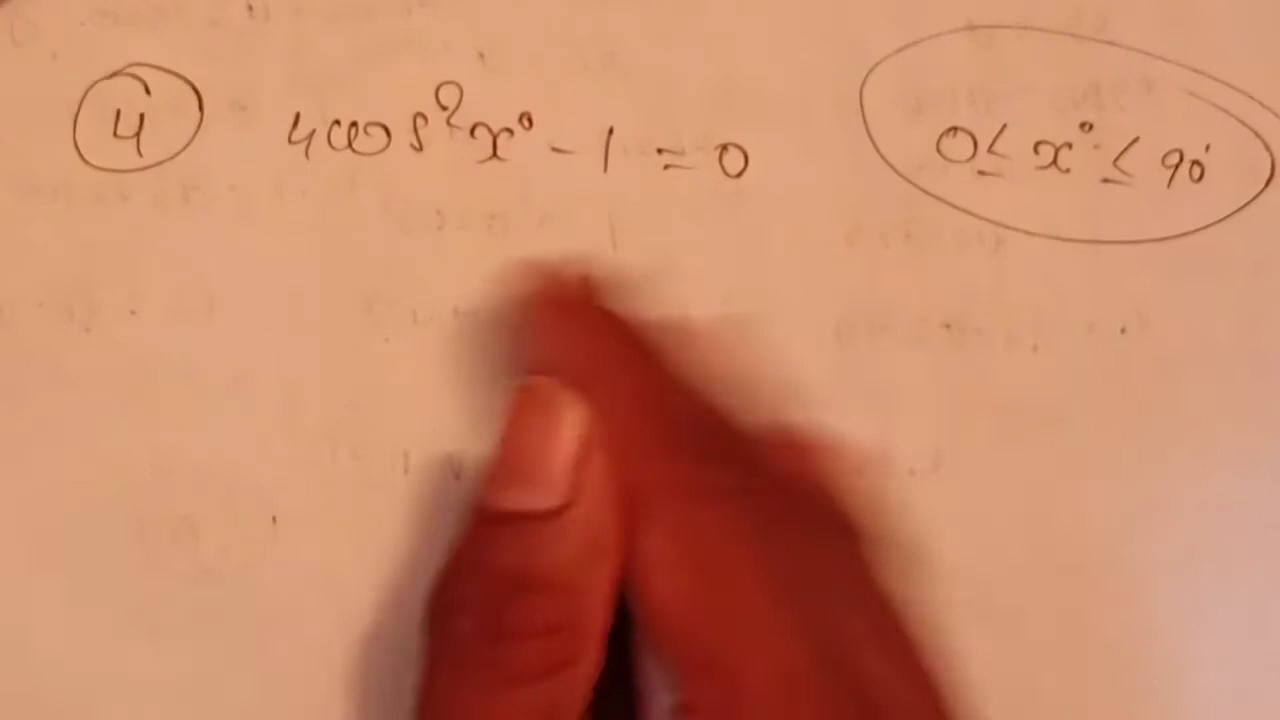 4 4cos²x° - 1 = 0 0 ≤ x° ≤ 90°